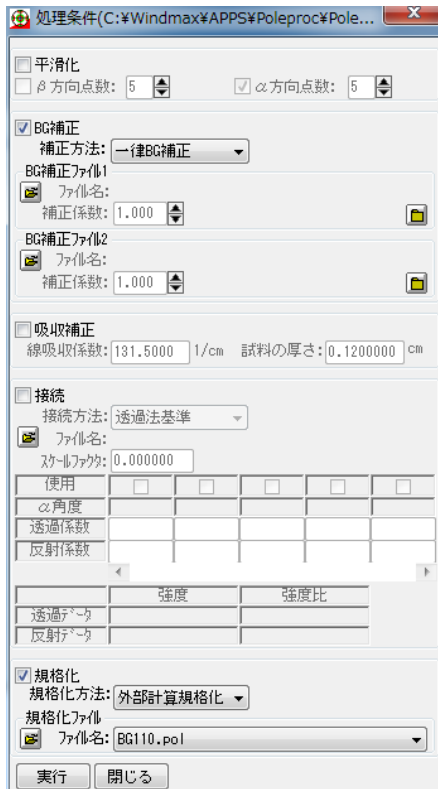 処理条件(C:¥Windmax¥APPS¥Poleproc¥Pole...
平滑化
β方向点数: 5 α方向点数: 5
BG補正
補正方法: 一律BG補正
BG補正ファイル1
ファイル名:
補正係数: 1.000
BG補正ファイル2
ファイル名:
補正係数: 1.000
吸収補正
線吸収係数: 131.5000 1/cm 試料の厚さ: 0.1200000 cm
接続
接続方法: 透過法基準
ファイル名:
スケールファクタ: 0.000000
使用
α角度
透過係数
反射係数
強度 強度比
透過データ
反射データ
規格化
規格化方法: 外部計算規格化
規格化ファイル
ファイル名: BG110.pol
実行 閉じる